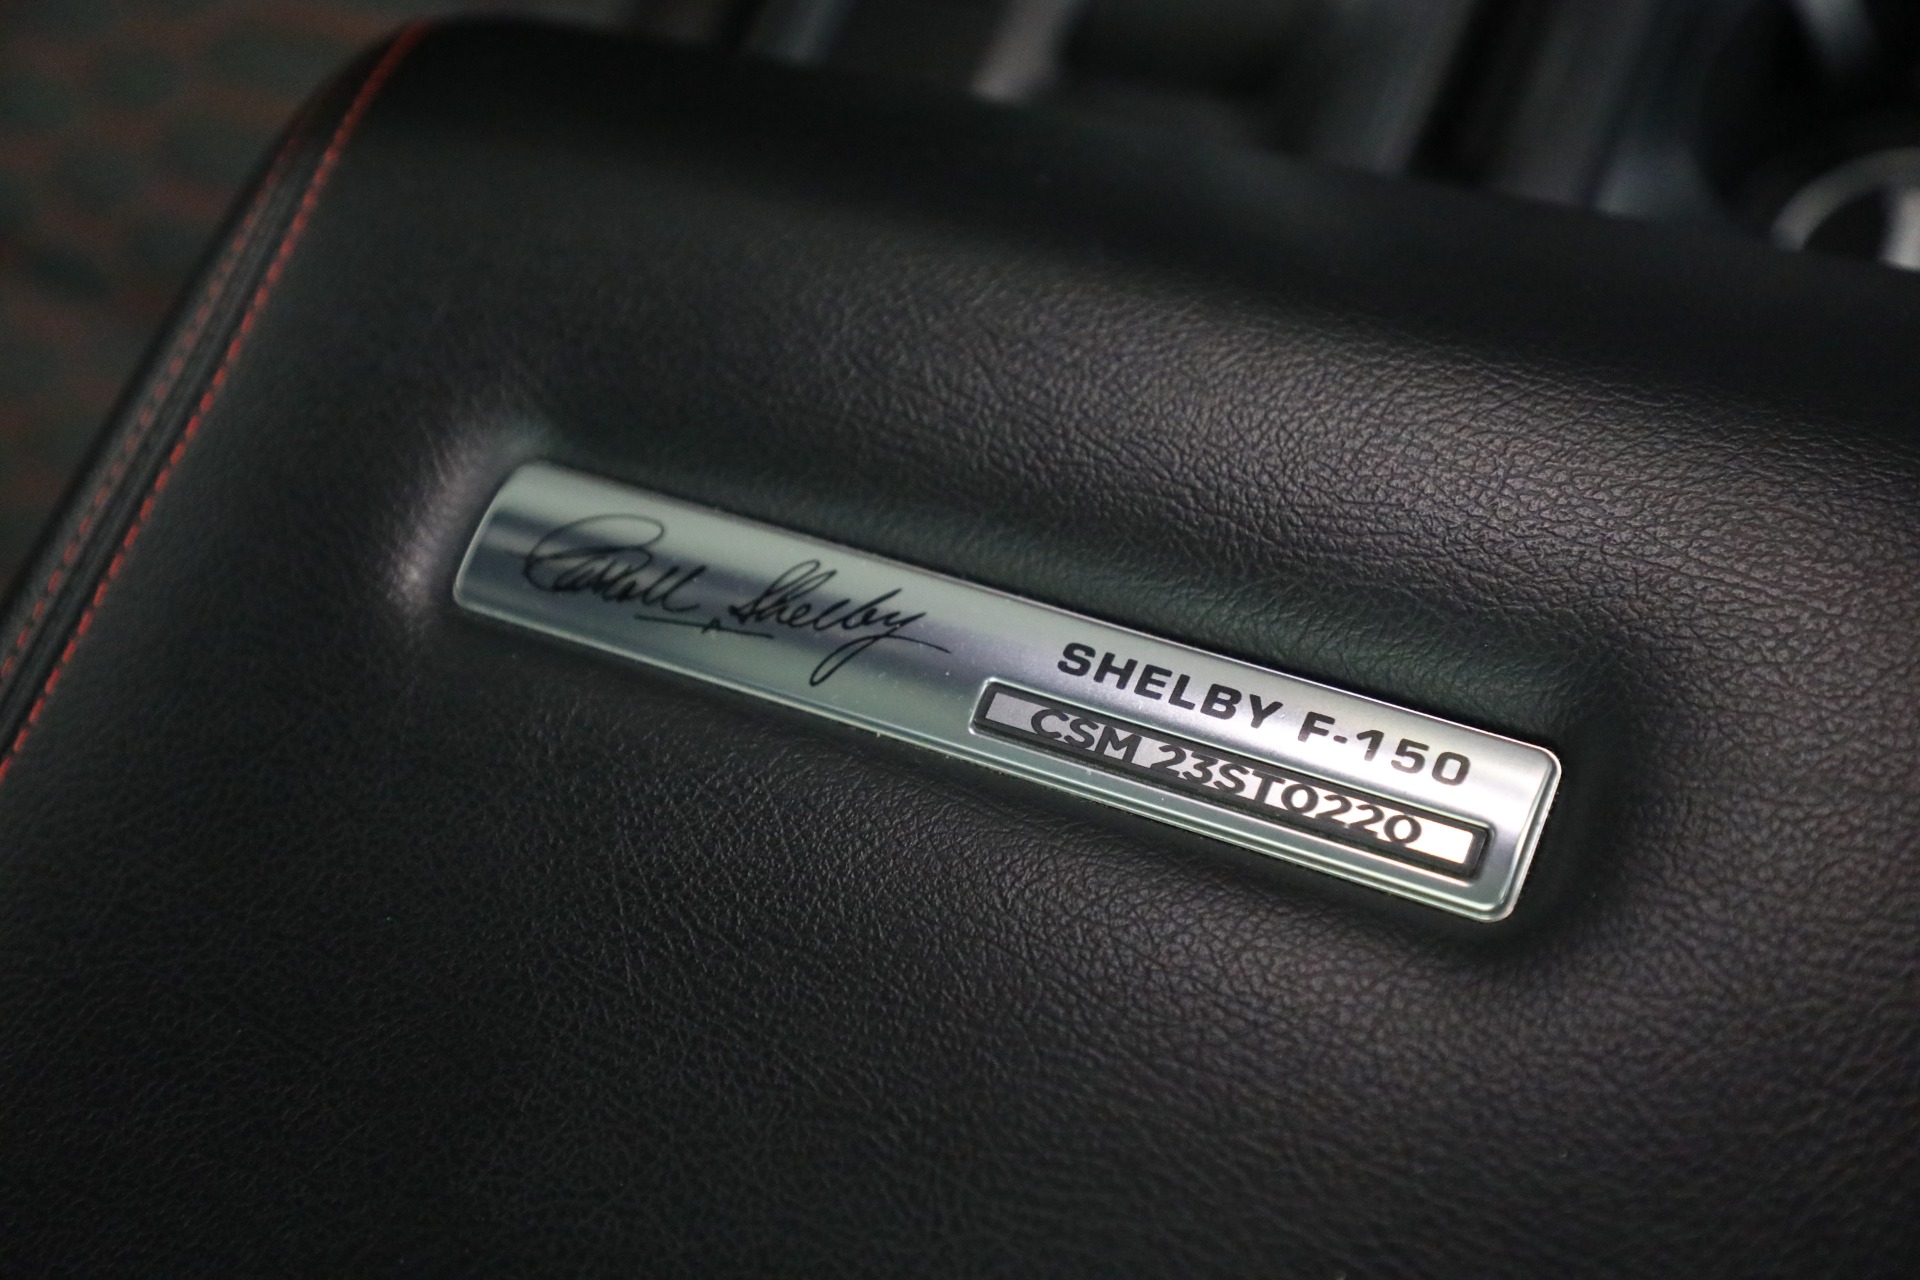 Carroll Shelby
SHELBY F-150
CSM 23ST0220